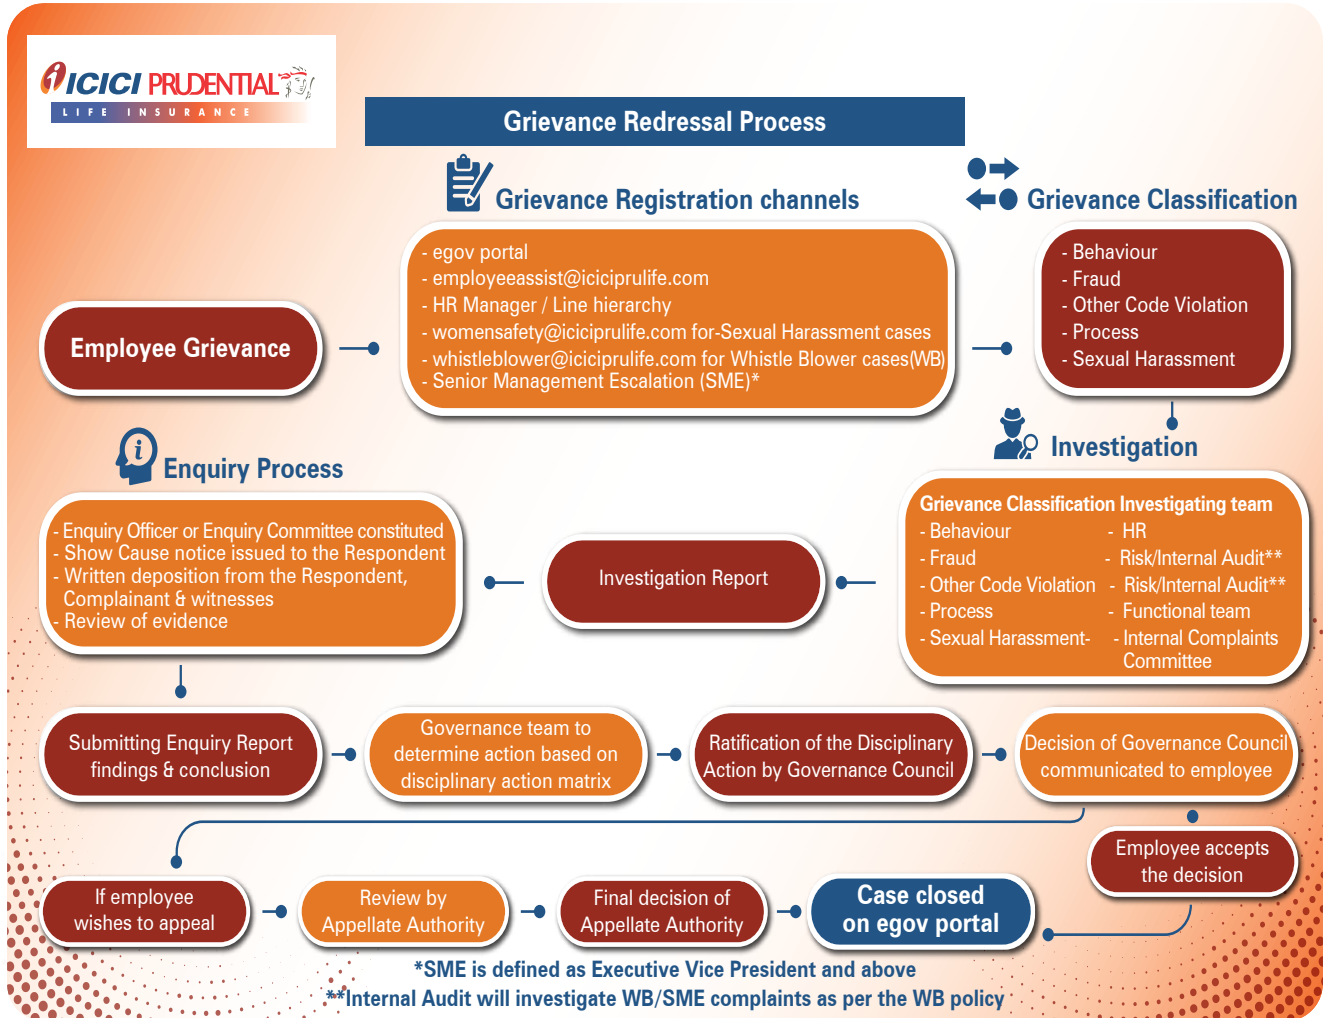 ICICI PRUDENTIAL
LIFE INSURANCE
Grievance Redressal Process
Grievance Registration channels
- egov portal
- employeeassist@iciciprulife.com
- HR Manager / Line hierarchy
- womensafety@iciciprulife.com for-Sexual Harassment cases
- whistleblower@iciciprulife.com for Whistle Blower cases(WB)
- Senior Management Escalation (SME)*
Grievance Classification
- Behaviour
- Fraud
- Other Code Violation
- Process
- Sexual Harassment
Employee Grievance
Investigation
Grievance Classification Investigating team
- Behaviour - HR
- Fraud - Risk/Internal Audit**
- Other Code Violation - Risk/Internal Audit**
- Process - Functional team
- Sexual Harassment- - Internal Complaints
Committee
Investigation Report
Enquiry Process
- Enquiry Officer or Enquiry Committee constituted
- Show Cause notice issued to the Respondent
- Written deposition from the Respondent,
Complainant & witnesses
- Review of evidence
Submitting Enquiry Report
findings & conclusion
Governance team to
determine action based on
disciplinary action matrix
Ratification of the Disciplinary
Action by Governance Council
Decision of Governance Council
communicated to employee
Employee accepts
the decision
If employee
wishes to appeal
Review by
Appellate Authority
Final decision of
Appellate Authority
Case closed
on egov portal
*SME is defined as Executive Vice President and above
**Internal Audit will investigate WB/SME complaints as per the WB policy